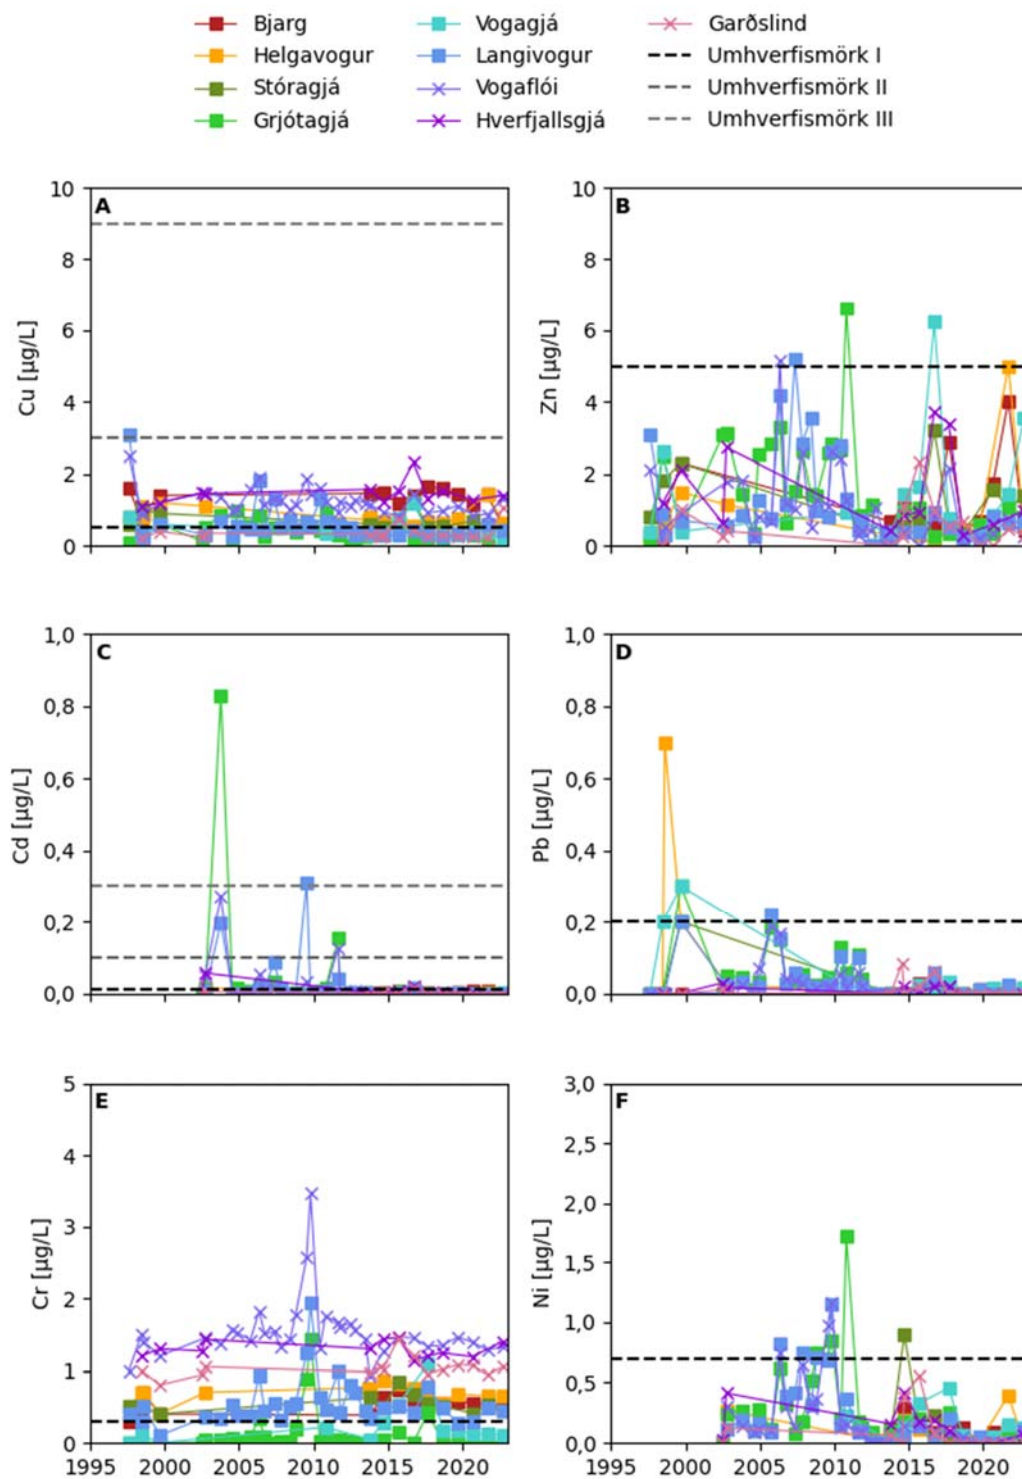 Bjarg
Helgavogur
Stóragjá
Grjótagjá
Vogagjá
Langivogur
Vogaflói
Hverfjallsgjá
Garðslind
Umhverfismörk I
Umhverfismörk II
Umhverfismörk III
A
10
8
6
4
2
0
Cu [µg/L]
B
10
8
6
4
2
0
Zn [µg/L]
C
1,0
0,8
0,6
0,4
0,2
0,0
Cd [µg/L]
D
1,0
0,8
0,6
0,4
0,2
0,0
Pb [µg/L]
E
5
4
3
2
1
0
Cr [µg/L]
1995 2000 2005 2010 2015 2020
F
3,0
2,5
2,0
1,5
1,0
0,5
0,0
Ni [µg/L]
1995 2000 2005 2010 2015 2020